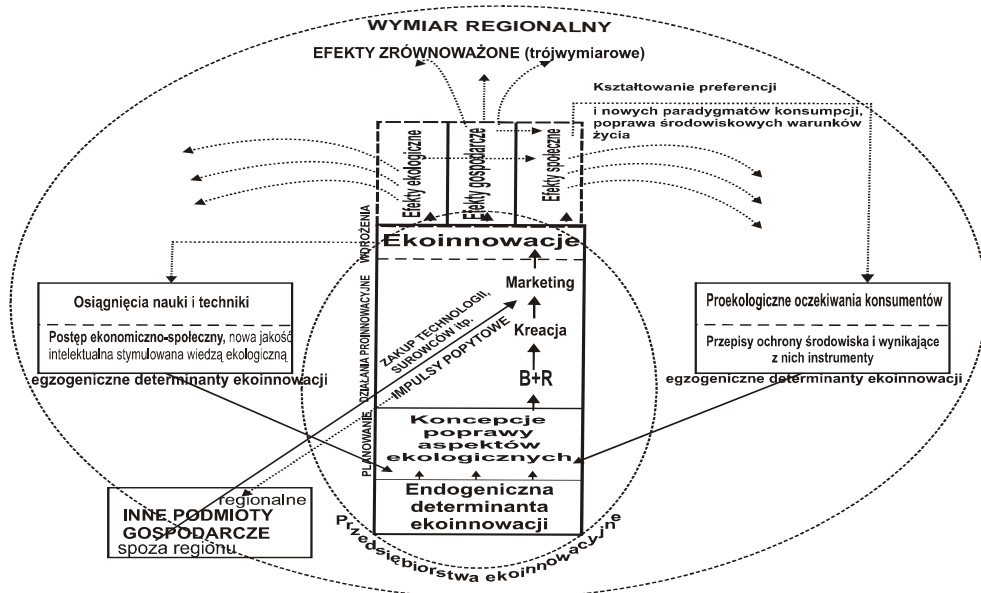 WYMIAR REGIONALNY
EFEKTY ZRÓWNOWAŻONE (trójwymiarowe)
Kształtowanie preferencji
i nowych paradygmatów konsumpcji,
poprawa środowiskowych warunków
życia
Efekty ekologiczne
Efekty gospodarcze
Efekty społeczne
WDROŻENIA
Ekoinnowacje
Osiągnięcia nauki i techniki
Postęp ekonomiczno-społeczny, nowa jakość
intelektualna stymulowana wiedzą ekologiczną
egzogeniczne determinanty ekoinnowacji
DZIAŁANIA PROINNOWACYJNE
ZAKUP TECHNOLOGII,
SUROWCÓW itp.
IMPULSY POPYTOWE
Marketing
Kreacja
B+R
Proekologiczne oczekiwania konsumentów
Przepisy ochrony środowiska i wynikające
z nich instrumenty
egzogeniczne determinanty ekoinnowacji
PLANOWANIE,
Koncepcje
poprawy
aspektów
ekologicznych
Endogeniczna
determinanta
ekoinnowacji
regionalne
INNE PODMIOTY
GOSPODARCZE
spoza regionu
Przedsiębiorstwa ekoinnowacyjne